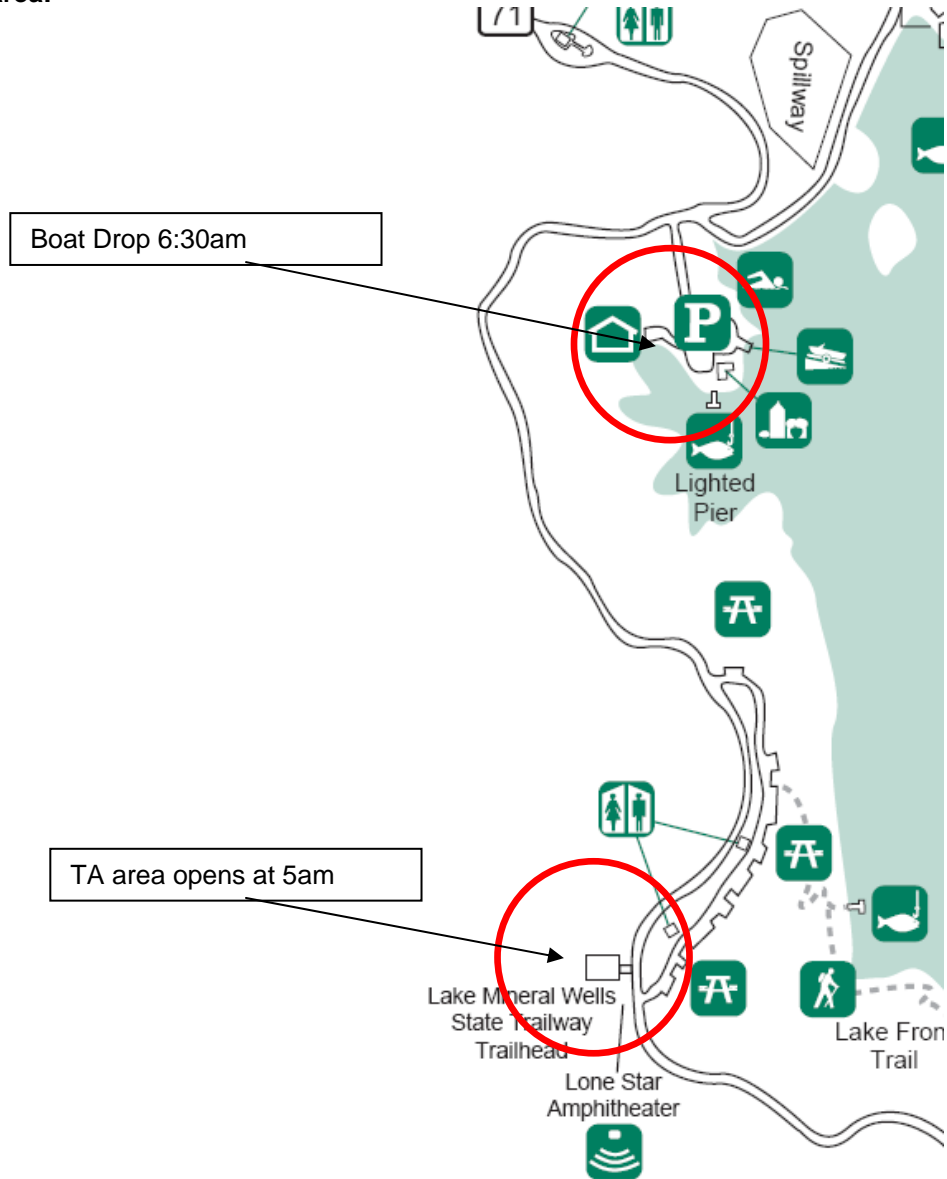 71
Spillway
Boat Drop 6:30am
P
Lighted
Pier
TA area opens at 5am
Lake Mineral Wells
State Trailway
Trailhead
Lake Fron
Trail
Lone Star
Amphitheater